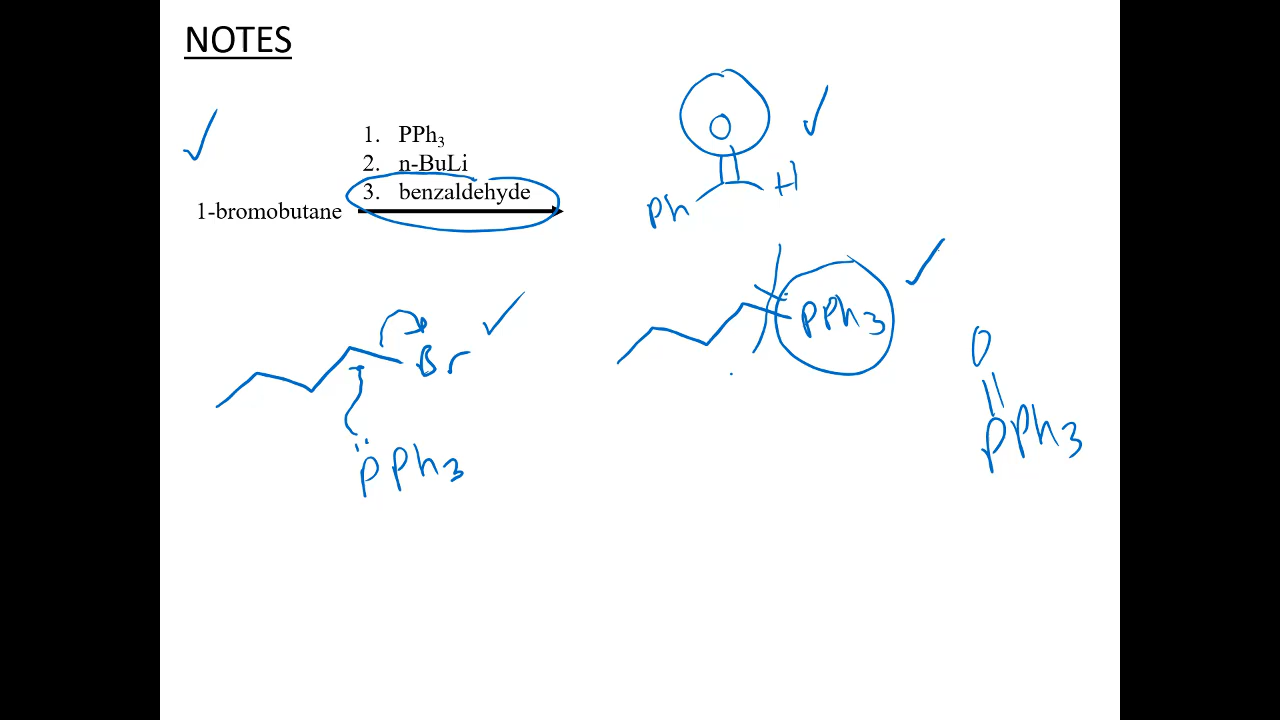 NOTES
1. PPh₃
2. n-BuLi
3. benzaldehyde
1-bromobutane
O
H
Ph
Br
PPh3
PPh3
O
PPh3